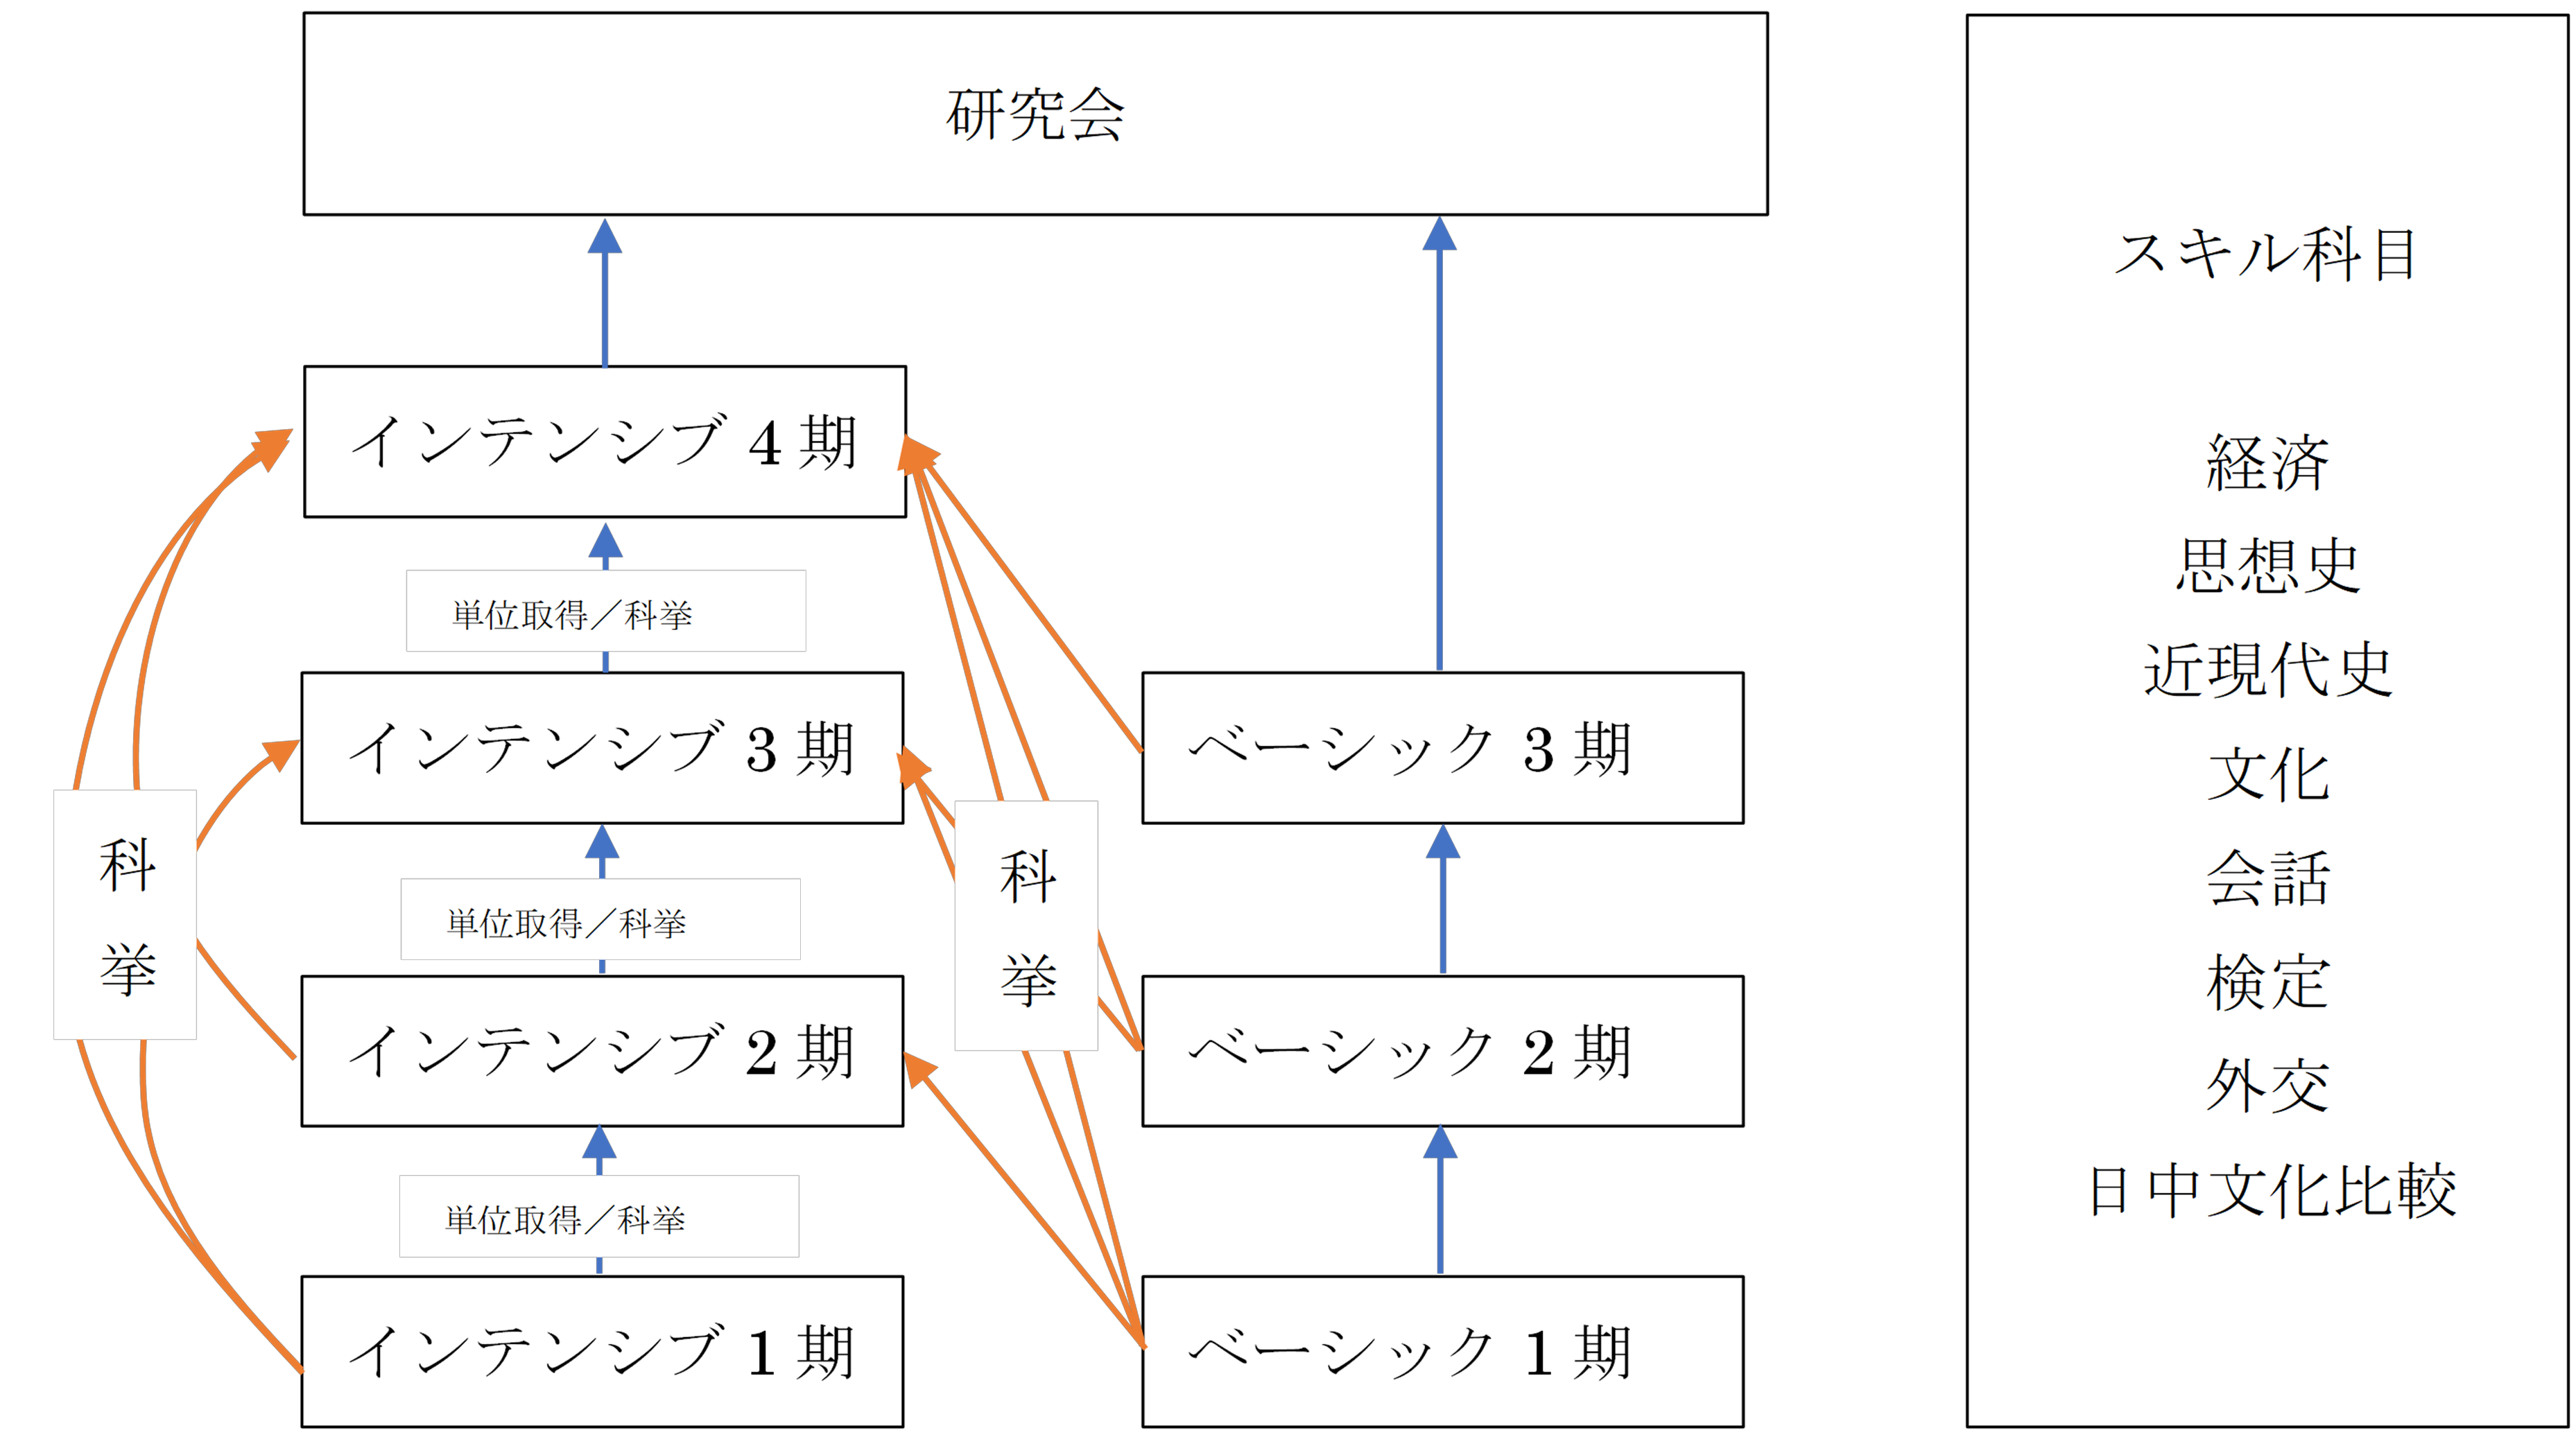 研究会
インテンシブ 4 期
単位取得／科挙
インテンシブ 3 期
ベーシック 3 期
科
挙
科
挙
単位取得／科挙
インテンシブ 2 期
ベーシック 2 期
単位取得／科挙
インテンシブ 1 期
ベーシック 1 期
スキル科目
経済
思想史
近現代史
文化
会話
検定
外交
日中文化比較